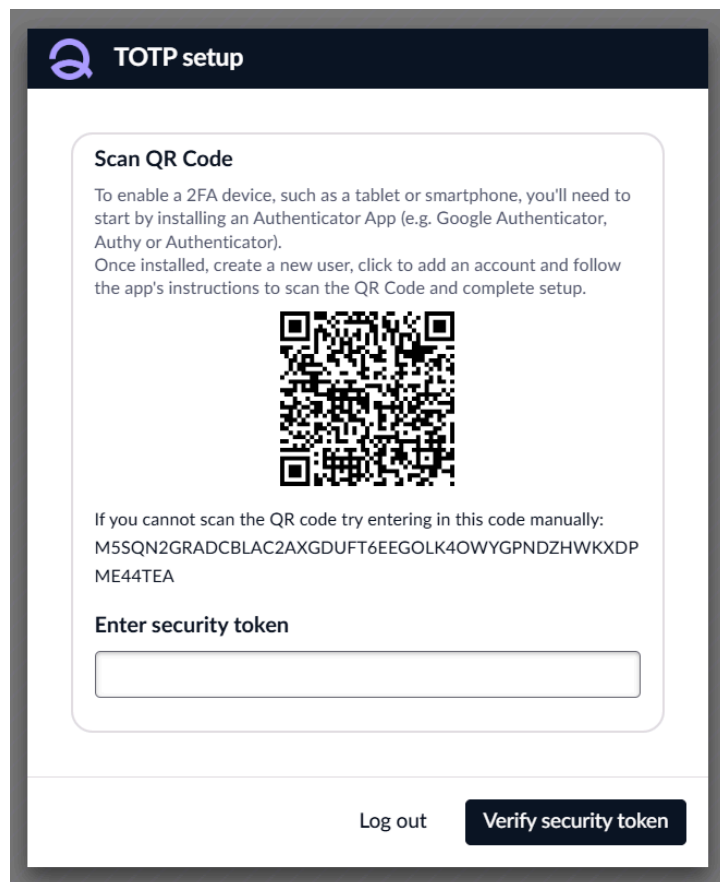 TOTP setup
Scan QR Code
To enable a 2FA device, such as a tablet or smartphone, you'll need to
start by installing an Authenticator App (e.g. Google Authenticator,
Authy or Authenticator).
Once installed, create a new user, click to add an account and follow
the app's instructions to scan the QR Code and complete setup.
If you cannot scan the QR code try entering in this code manually:
M5SQN2GRADCBLAC2AXGDUFT6EEGOLK4OWYGPNDZHWKXDP
ME44TEA
Enter security token
Log out
Verify security token